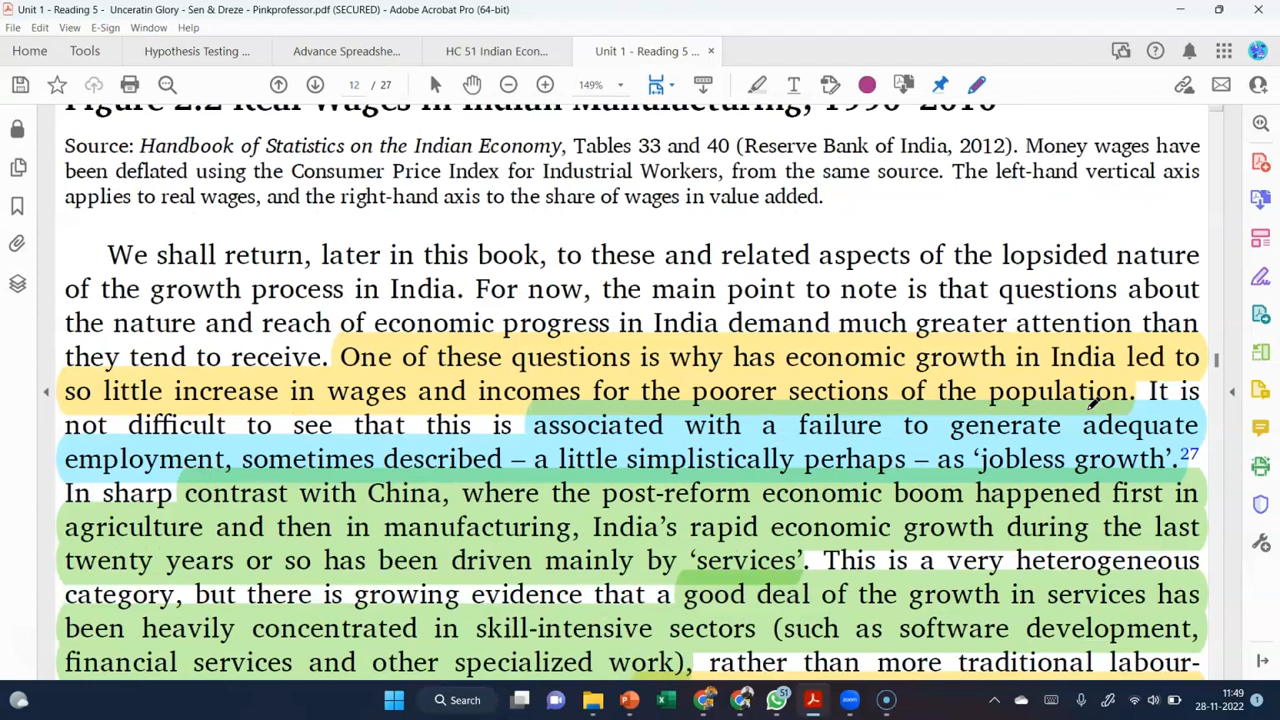 Unit 1 - Reading 5 - Unceratin Glory - Sen & Dreze - Pinkprofessor.pdf (SECURED) - Adobe Acrobat Pro (64-bit)
File Edit View E-Sign Window Help
Home Tools Hypothesis Testing ... Advance Spreadshe... HC 51 Indian Econ... Unit 1 - Reading 5 ... ×
12 / 27 149%
Figure 2.2 Real Wages in Indian Manufacturing, 1990–2010
Source: Handbook of Statistics on the Indian Economy, Tables 33 and 40 (Reserve Bank of India, 2012). Money wages have
been deflated using the Consumer Price Index for Industrial Workers, from the same source. The left-hand vertical axis
applies to real wages, and the right-hand axis to the share of wages in value added.
We shall return, later in this book, to these and related aspects of the lopsided nature
of the growth process in India. For now, the main point to note is that questions about
the nature and reach of economic progress in India demand much greater attention than
they tend to receive. One of these questions is why has economic growth in India led to
so little increase in wages and incomes for the poorer sections of the population. It is
not difficult to see that this is associated with a failure to generate adequate
employment, sometimes described – a little simplistically perhaps – as ‘jobless growth’.27
In sharp contrast with China, where the post-reform economic boom happened first in
agriculture and then in manufacturing, India’s rapid economic growth during the last
twenty years or so has been driven mainly by ‘services’. This is a very heterogeneous
category, but there is growing evidence that a good deal of the growth in services has
been heavily concentrated in skill-intensive sectors (such as software development,
financial services and other specialized work), rather than more traditional labour-
Search
51
11:49
28-11-2022